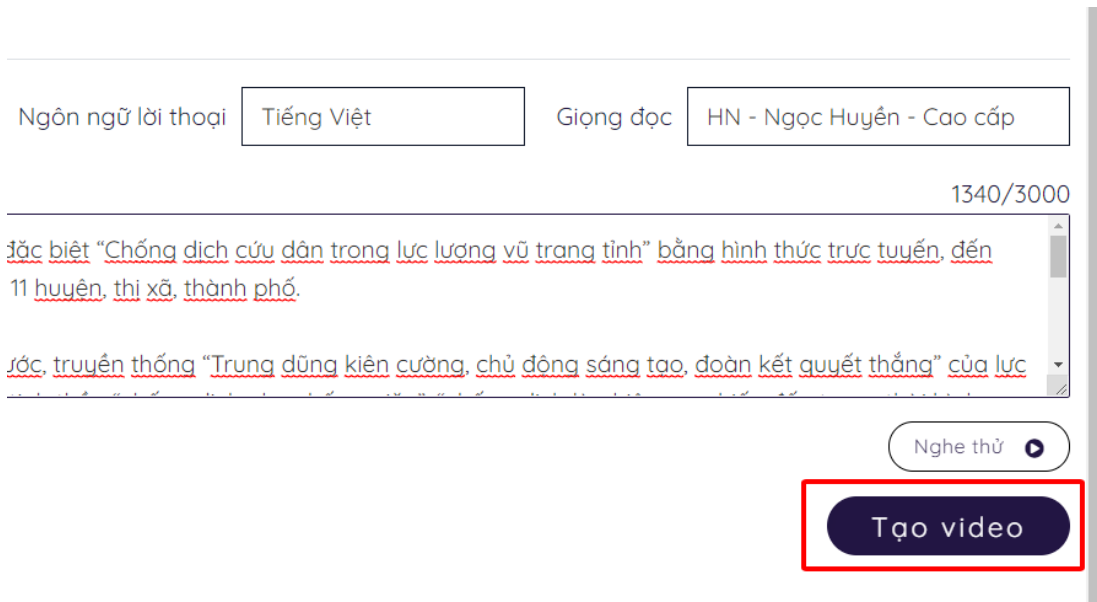 Ngôn ngữ lời thoại Tiếng Việt Giọng đọc HN - Ngọc Huyền - Cao cấp
1340/3000
đặc biệt “Chống dịch cứu dân trong lực lượng vũ trang tỉnh” bằng hình thức trực tuyến, đến
11 huyện, thị xã, thành phố.
ước, truyền thống “Trung dũng kiên cường, chủ động sáng tạo, đoàn kết quyết thắng” của lực
Nghe thử
Tạo video